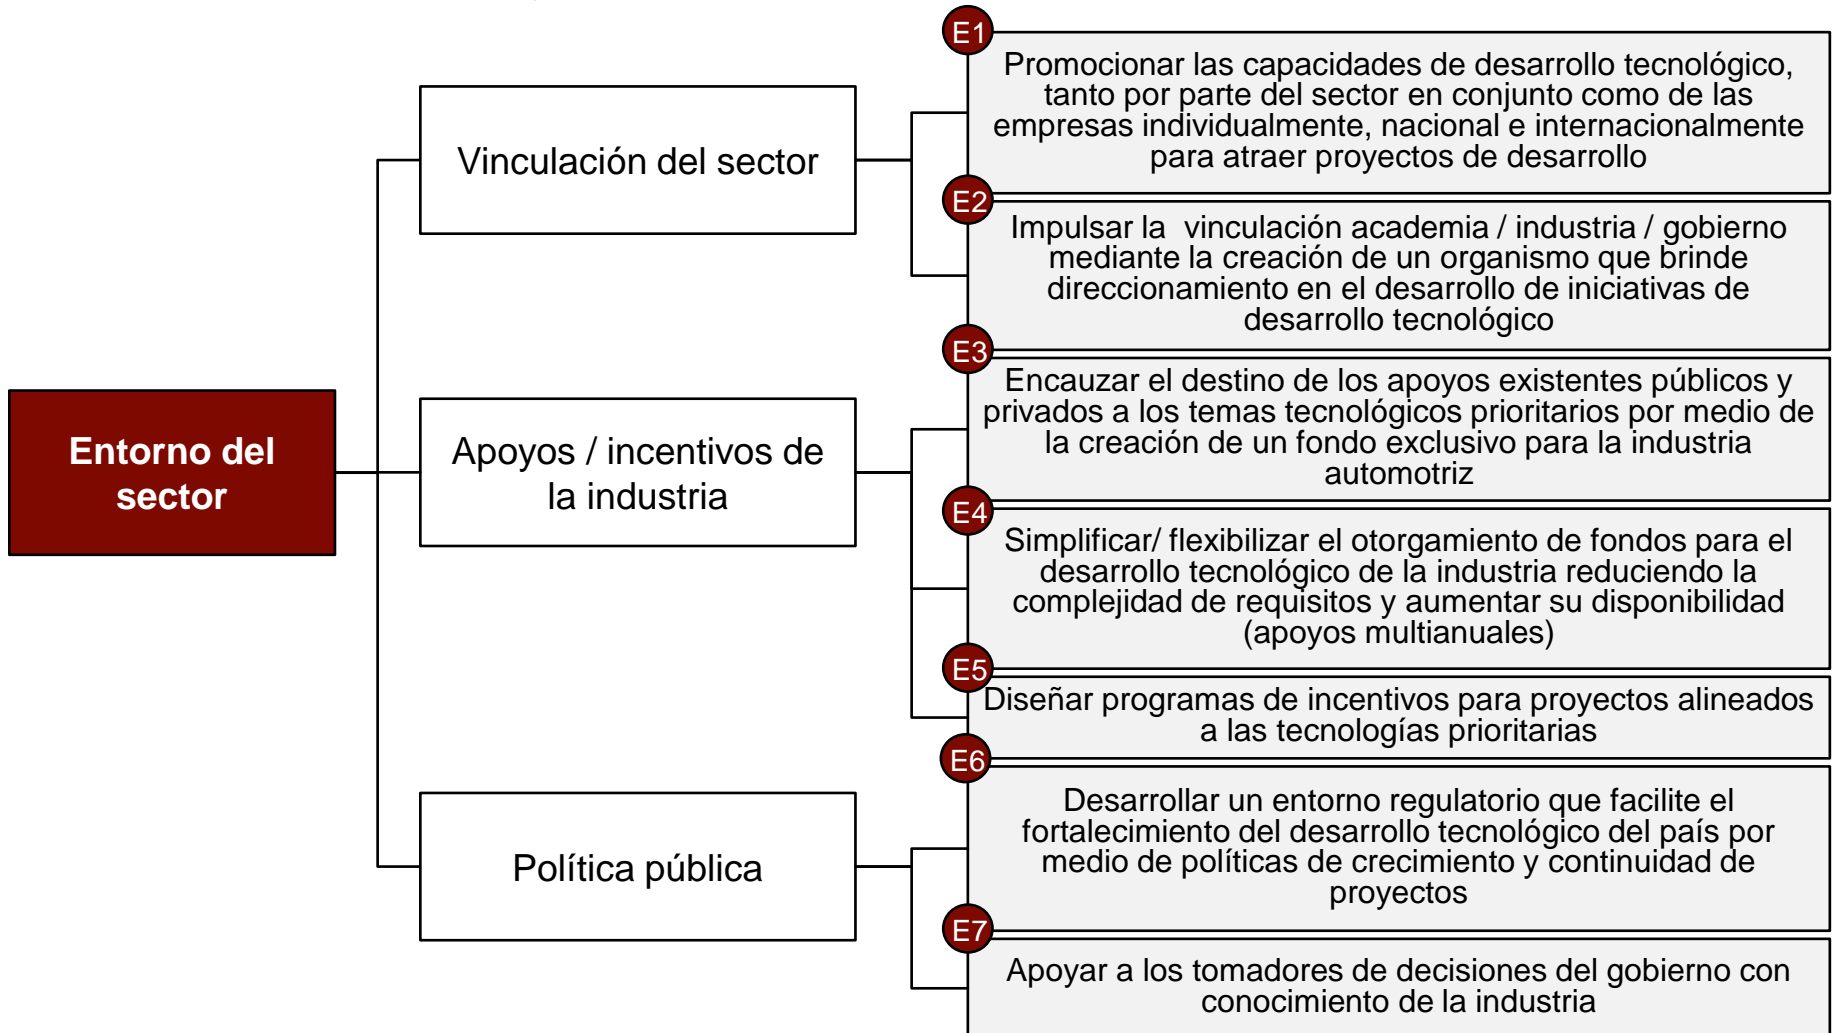 Entorno del
sector
Vinculación del sector
E1
Promocionar las capacidades de desarrollo tecnológico,
tanto por parte del sector en conjunto como de las
empresas individualmente, nacional e internacionalmente
para atraer proyectos de desarrollo
E2
Impulsar la  vinculación academia / industria / gobierno
mediante la creación de un organismo que brinde
direccionamiento en el desarrollo de iniciativas de
desarrollo tecnológico
Apoyos / incentivos de
la industria
E3
Encauzar el destino de los apoyos existentes públicos y
privados a los temas tecnológicos prioritarios por medio de
la creación de un fondo exclusivo para la industria
automotriz
E4
Simplificar/ flexibilizar el otorgamiento de fondos para el
desarrollo tecnológico de la industria reduciendo la
complejidad de requisitos y aumentar su disponibilidad
(apoyos multianuales)
E5
Diseñar programas de incentivos para proyectos alineados
a las tecnologías prioritarias
Política pública
E6
Desarrollar un entorno regulatorio que facilite el
fortalecimiento del desarrollo tecnológico del país por
medio de políticas de crecimiento y continuidad de
proyectos
E7
Apoyar a los tomadores de decisiones del gobierno con
conocimiento de la industria